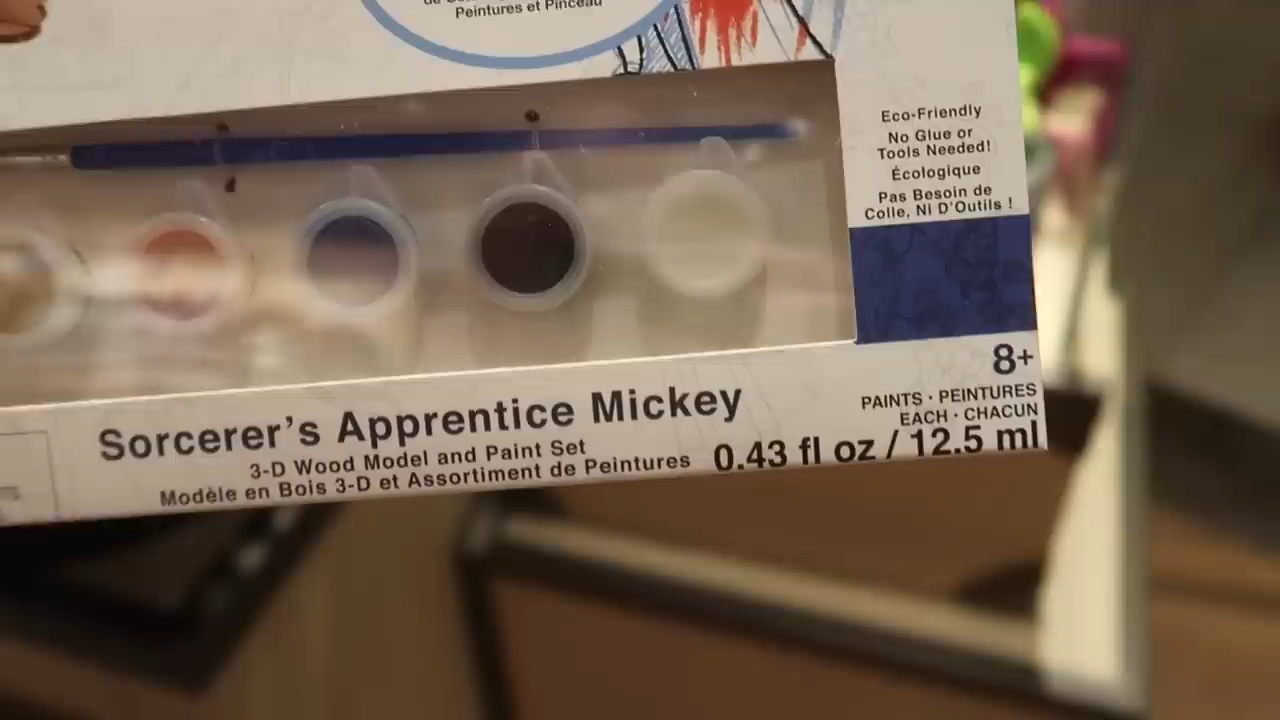 Peintures et Pinceau
Eco-Friendly
No Glue or
Tools Needed!
Écologique
Pas Besoin de
Colle, Ni D'Outils !
8+
PAINTS · PEINTURES
EACH · CHACUN
0.43 fl oz / 12.5 ml
Sorcerer's Apprentice Mickey
3-D Wood Model and Paint Set
Modèle en Bois 3-D et Assortiment de Peintures